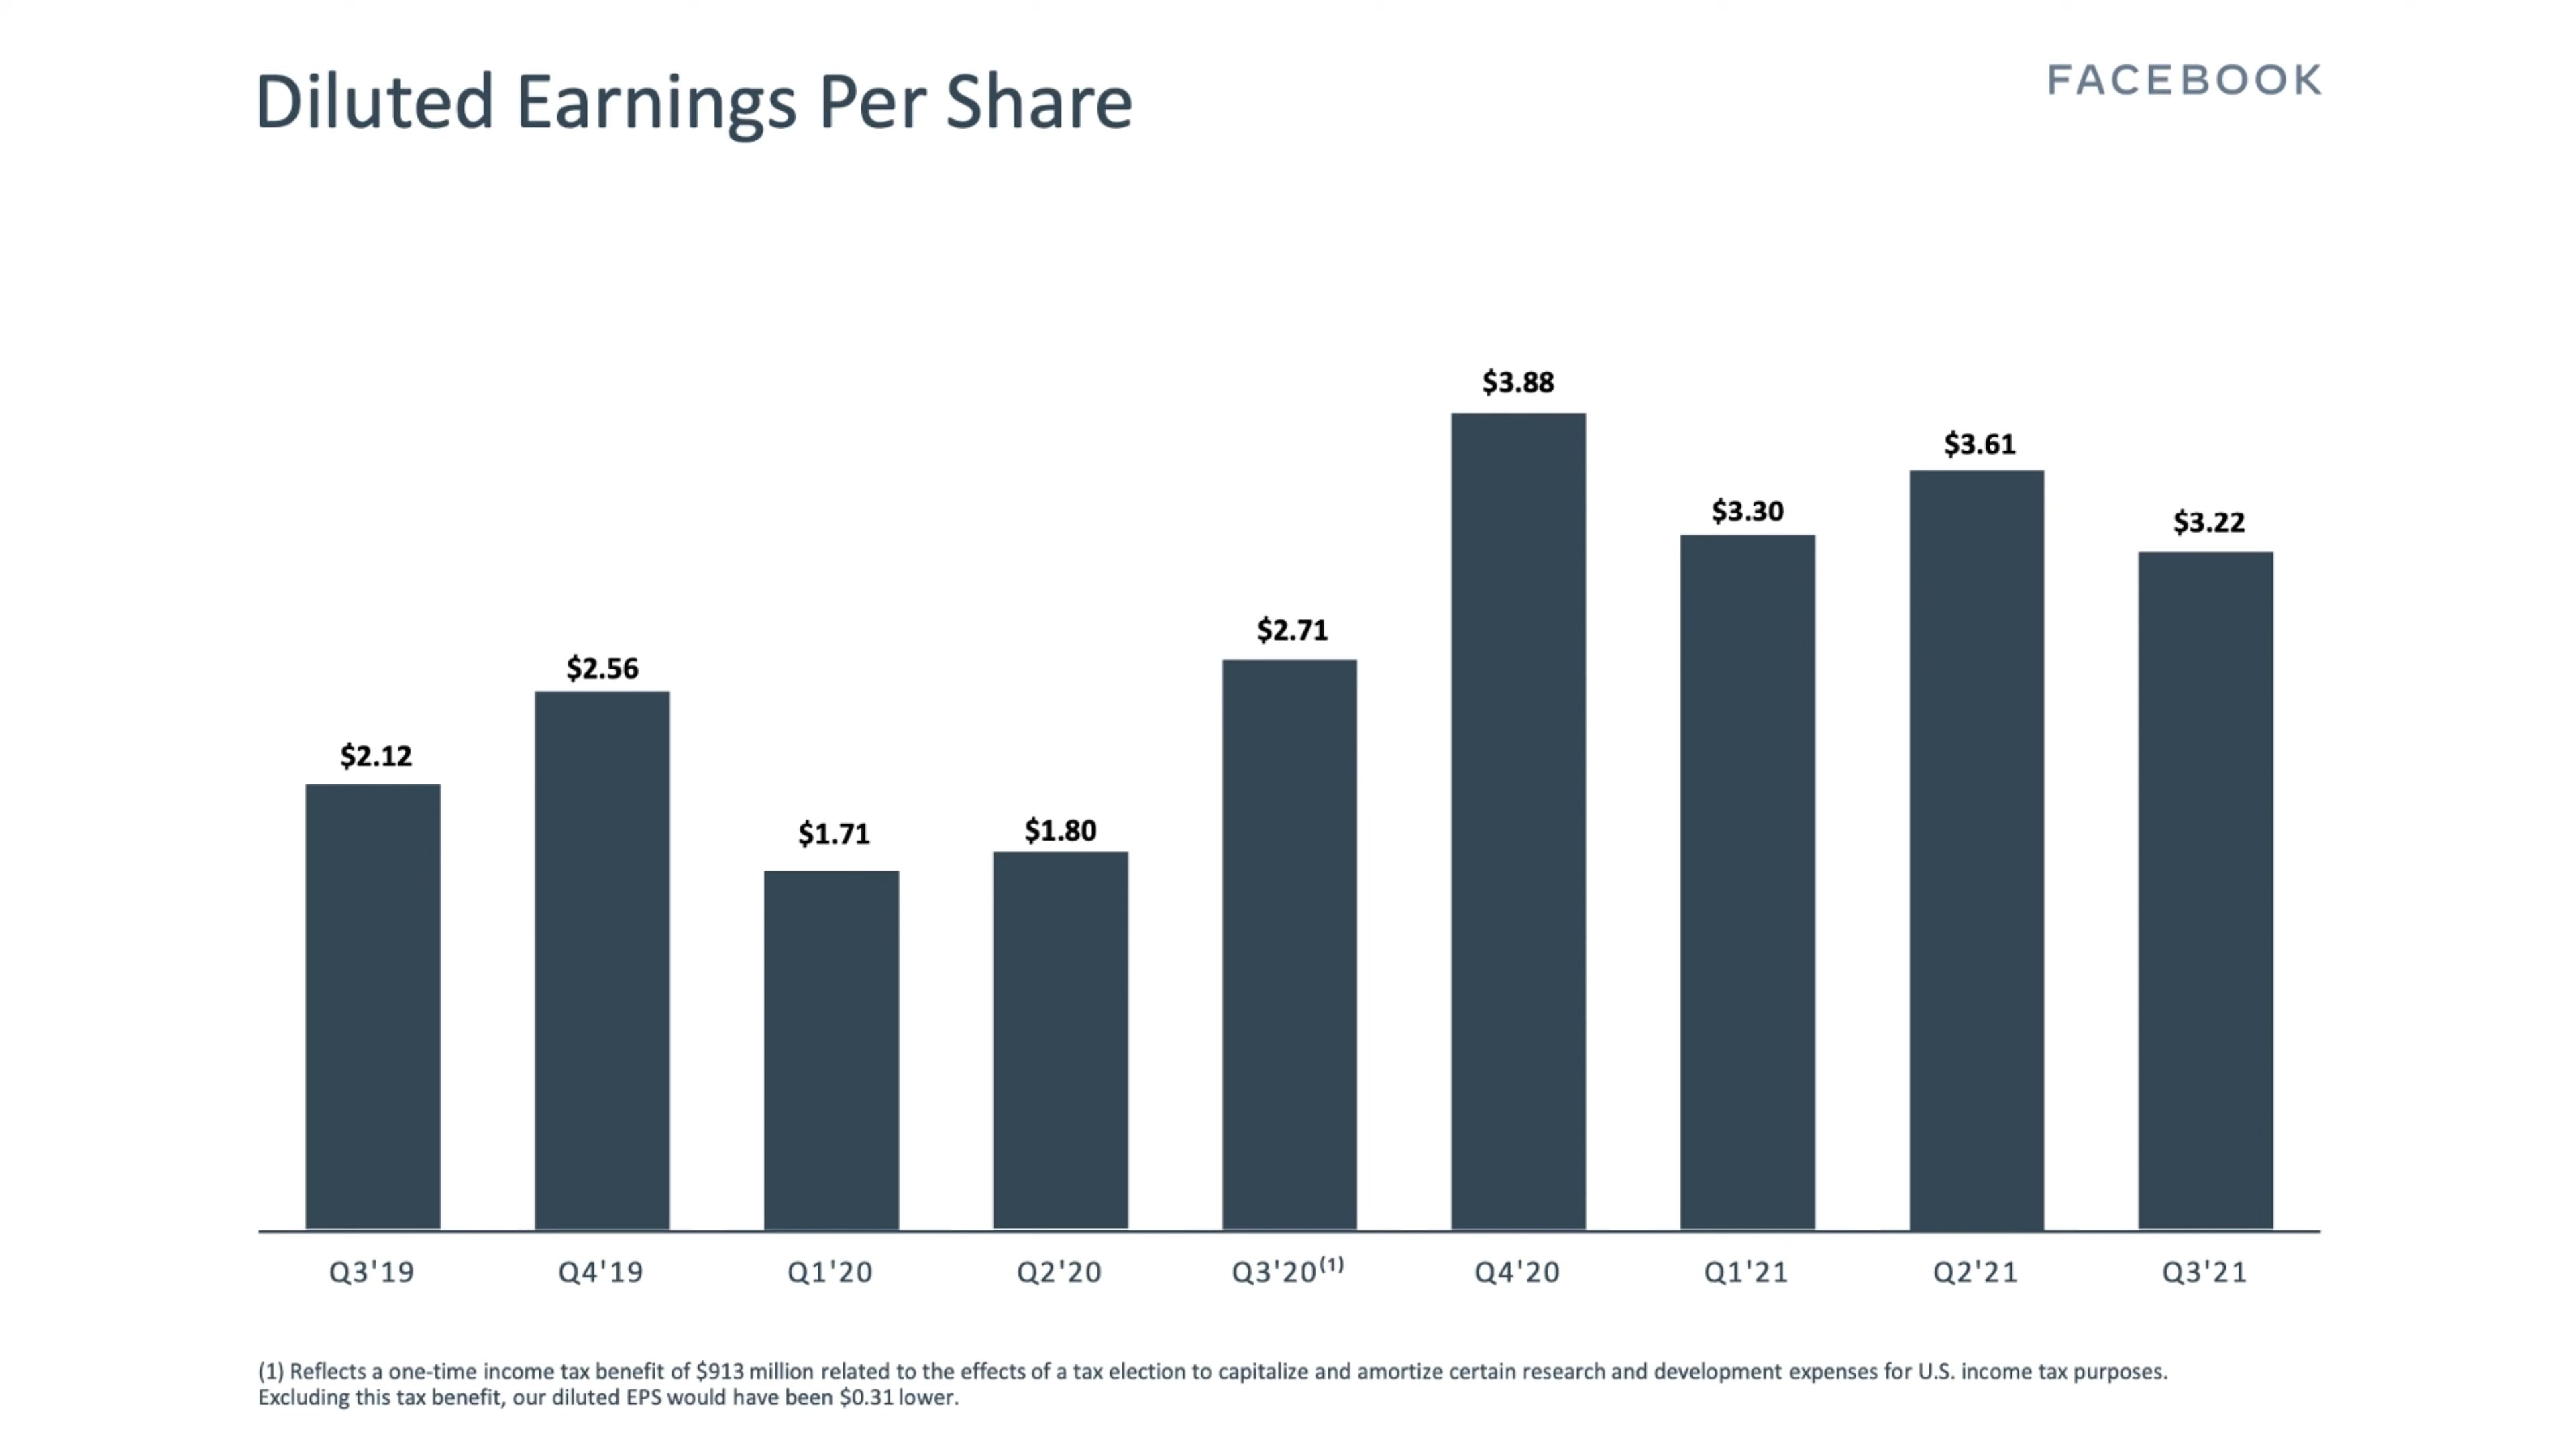 Diluted Earnings Per Share
FACEBOOK
$2.12
$2.56
$1.71
$1.80
$2.71
$3.88
$3.30
$3.61
$3.22
Q3'19
Q4'19
Q1'20
Q2'20
Q3'20(1)
Q4'20
Q1'21
Q2'21
Q3'21
(1) Reflects a one-time income tax benefit of $913 million related to the effects of a tax election to capitalize and amortize certain research and development expenses for U.S. income tax purposes.
Excluding this tax benefit, our diluted EPS would have been $0.31 lower.